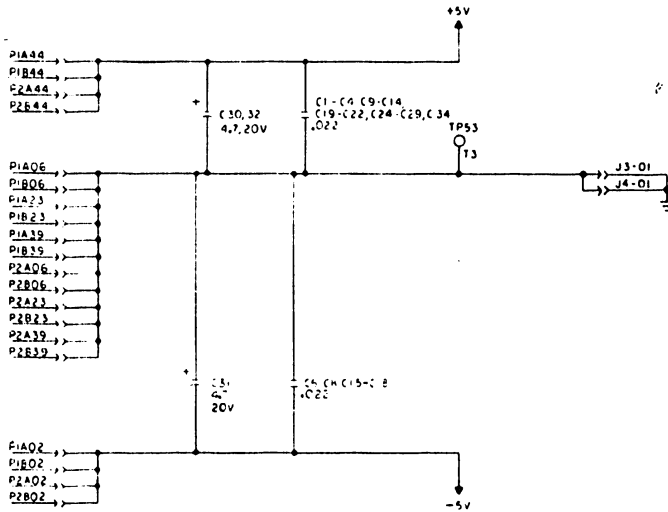 +5V
P1A44
P1B44
P2A44
P2B44
+
C30,32
4.7,20V
C1-C4,C9-C14,
C19-C22,C24-C29,C34
.022
TP53
T3
P1A06
P1B06
P1A23
P1B23
P1A39
P1B39
P2A06
P2B06
P2A23
P2B23
P2A39
P2B39
J3-01
J4-01
+
20V
.022
P1A02
P1B02
P2A02
P2B02
-5V